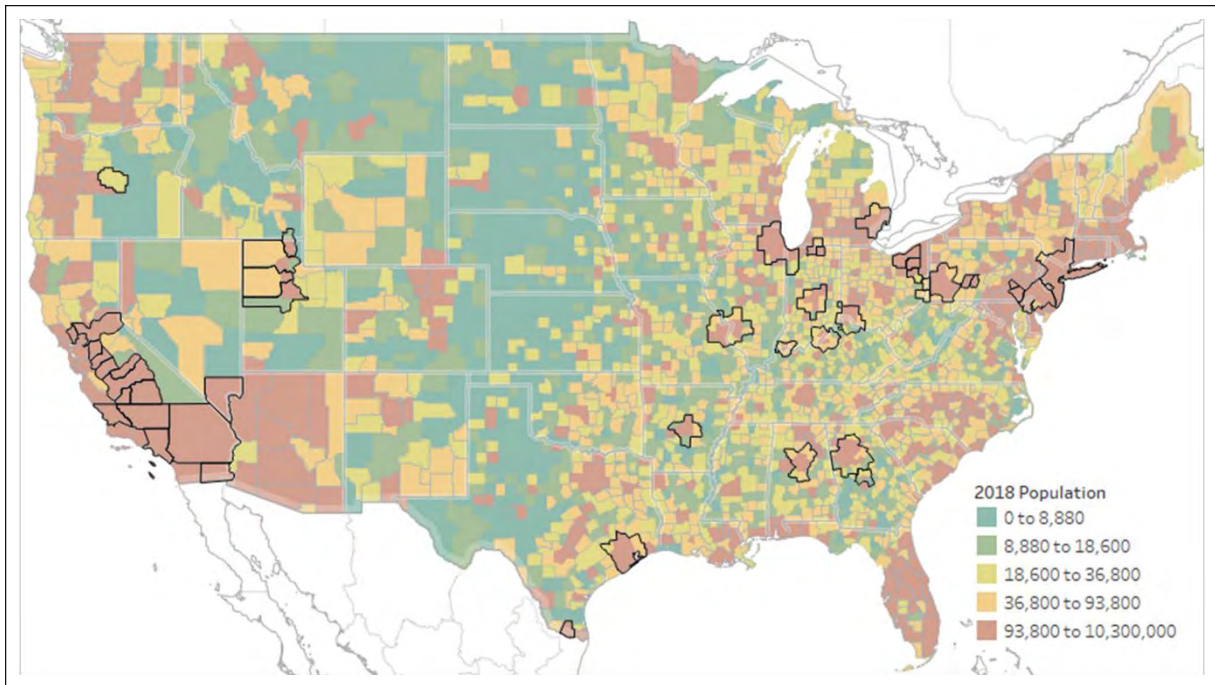 2018 Population
0 to 8,880
8,880 to 18,600
18,600 to 36,800
36,800 to 93,800
93,800 to 10,300,000